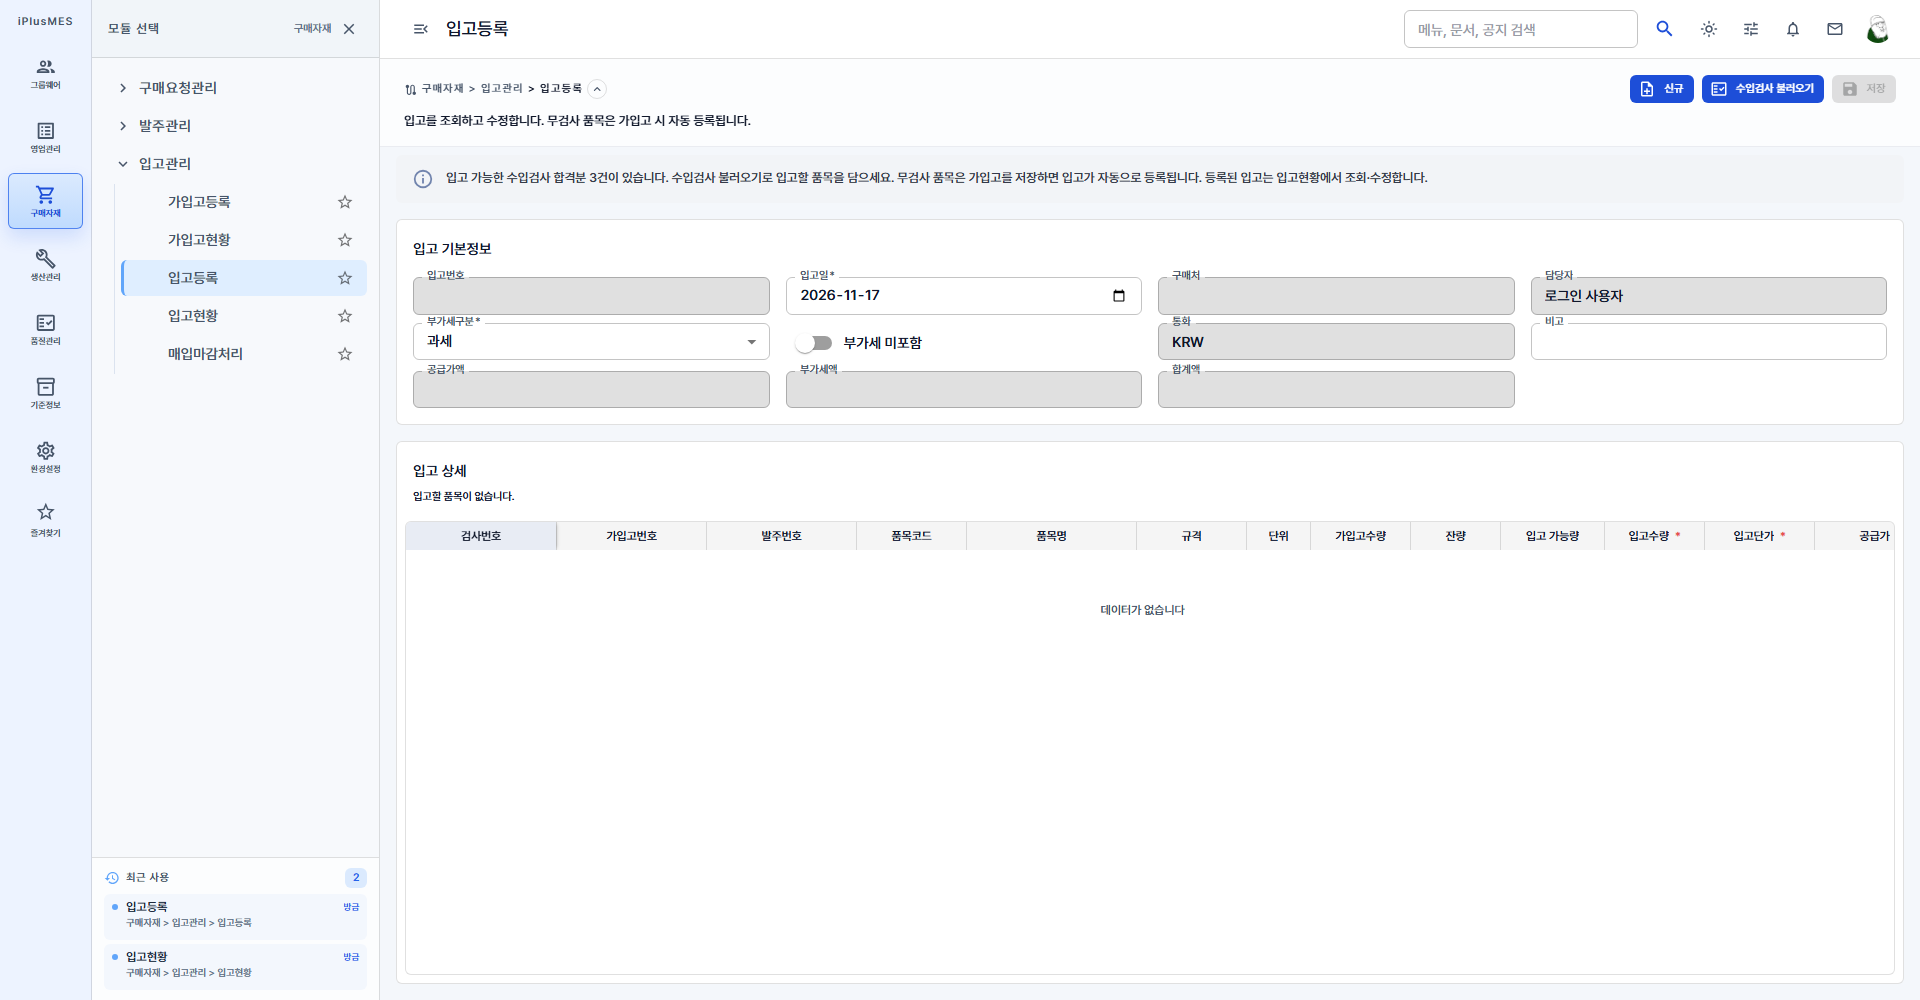 iPlusMES
그룹웨어
영업관리
구매자재
생산관리
품질관리
기준정보
환경설정
즐겨찾기
모듈 선택
구매자재
구매요청관리
발주관리
입고관리
가입고등록
가입고현황
입고등록
입고현황
매입마감처리
최근 사용
2
입고등록
방금
구매자재 > 입고관리 > 입고등록
입고현황
방금
구매자재 > 입고관리 > 입고현황
입고등록
메뉴, 문서, 공지 검색
구매자재 > 입고관리 > 입고등록
신규
수입검사 불러오기
저장
입고를 조회하고 수정합니다. 무검사 품목은 가입고 시 자동 등록됩니다.
입고 가능한 수입검사 합격분 3건이 있습니다. 수입검사 불러오기로 입고할 품목을 담으세요. 무검사 품목은 가입고를 저장하면 입고가 자동으로 등록됩니다. 등록된 입고는 입고현황에서 조회·수정합니다.
입고 기본정보
입고번호
입고일*
2026-11-17
구매처
담당자
로그인 사용자
부가세구분*
과세
부가세 미포함
통화
KRW
비고
공급가액
부가세액
합계액
입고 상세
입고할 품목이 없습니다.
검사번호 가입고번호 발주번호 품목코드 품목명 규격 단위 가입고수량 잔량 입고 가능량 입고수량 * 입고단가 * 공급가
데이터가 없습니다